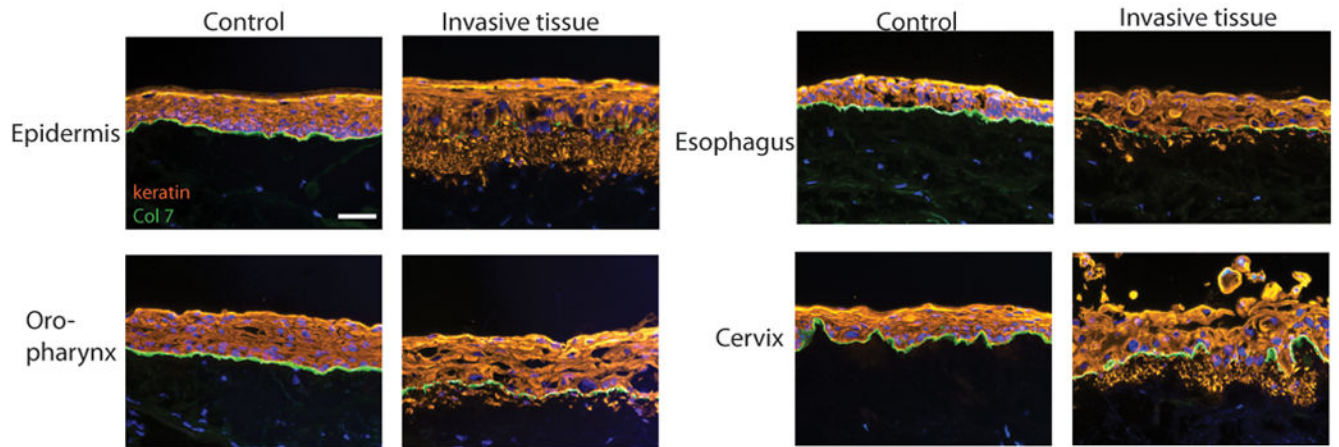 Control
Invasive tissue
Control
Invasive tissue
Epidermis
keratin
Col 7
Esophagus
Oro-
pharynx
Cervix